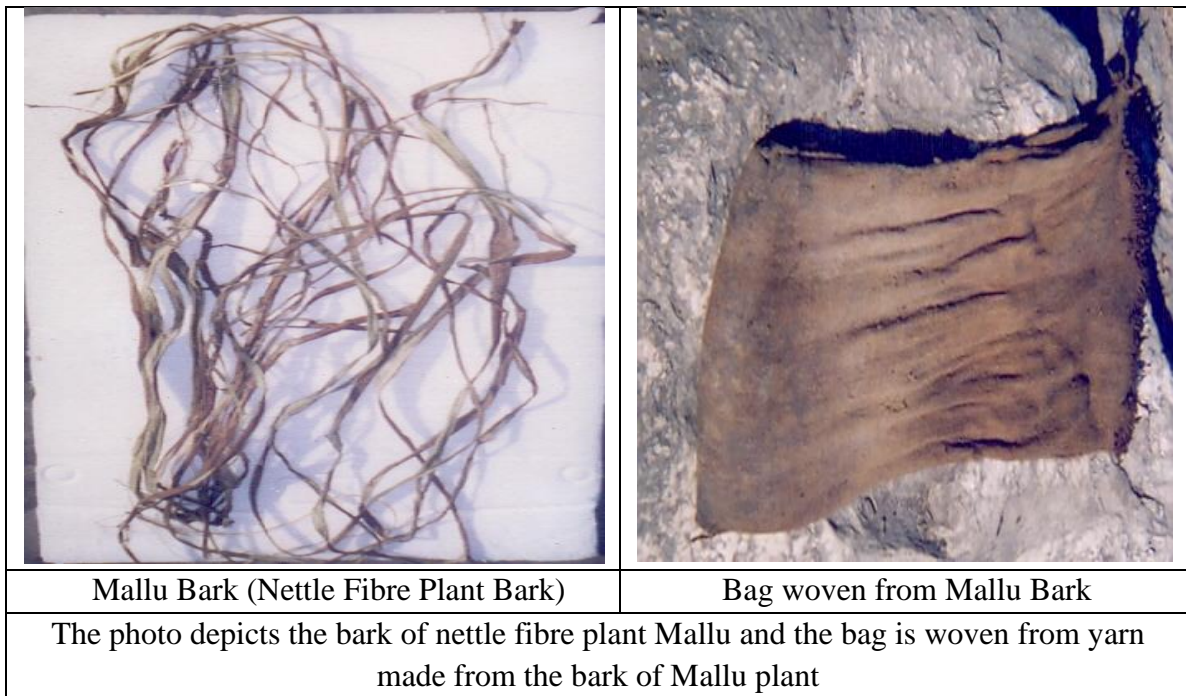 Mallu Bark (Nettle Fibre Plant Bark)
Bag woven from Mallu Bark
The photo depicts the bark of nettle fibre plant Mallu and the bag is woven from yarn
made from the bark of Mallu plant